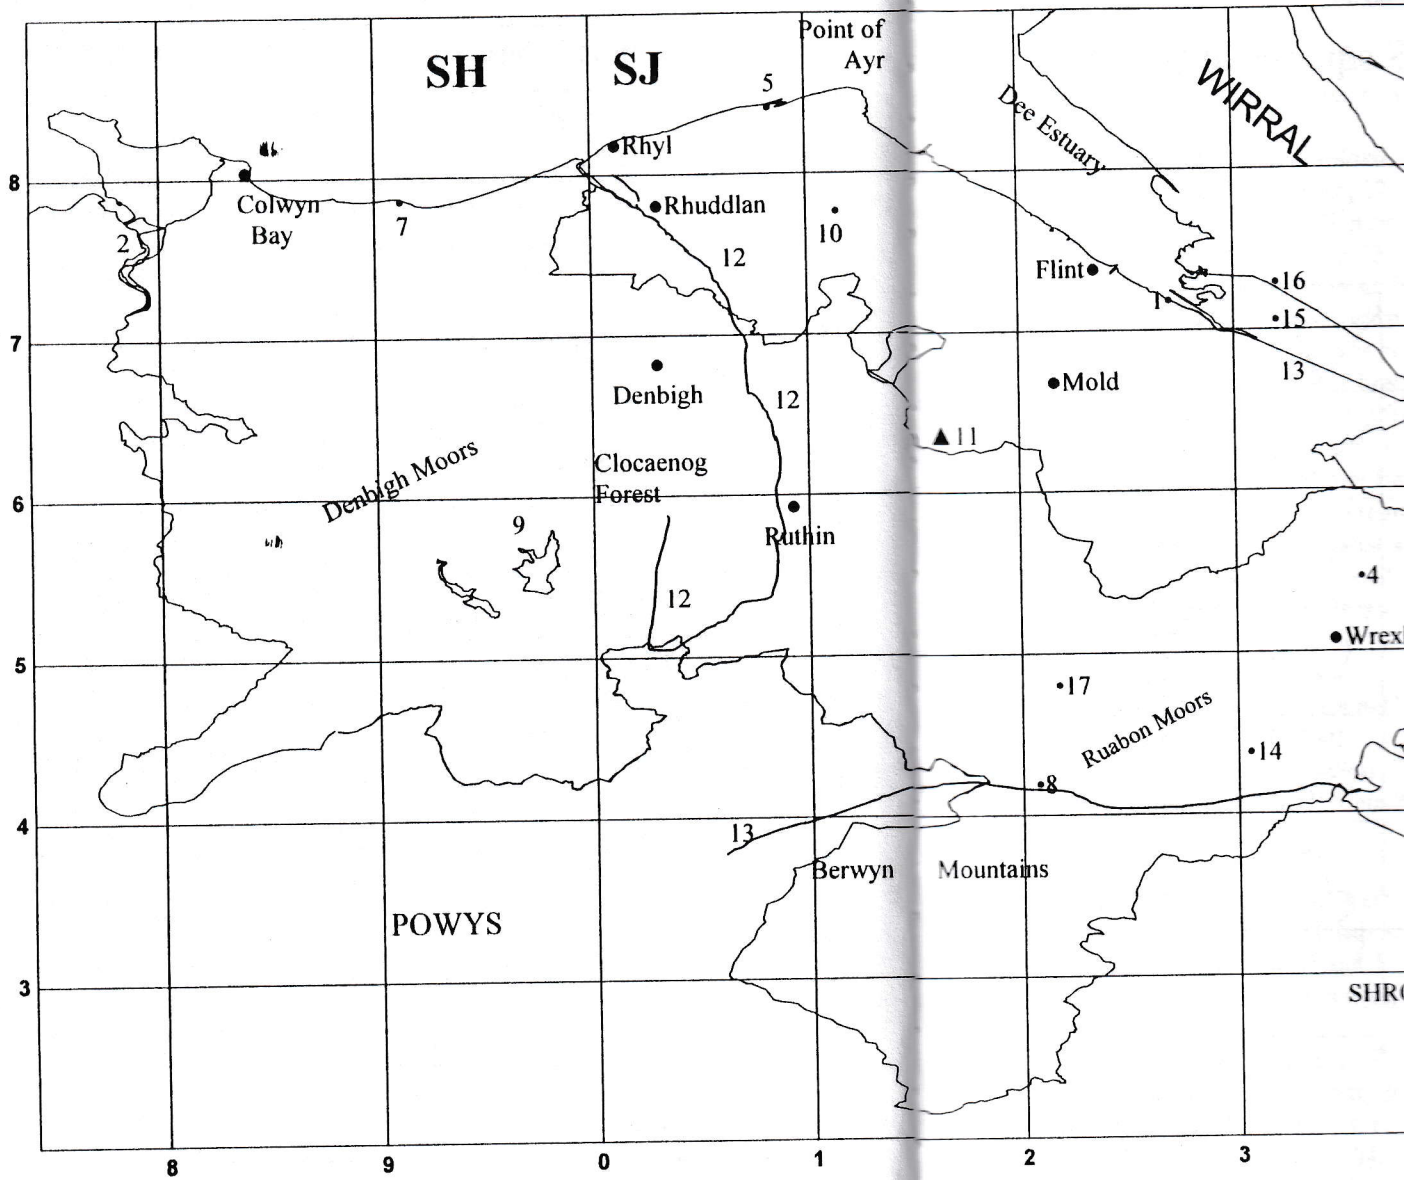 Point of
Ayr
SH
SJ
WIRRAL
5
Dee Estuary
Rhyl
8
Colwyn
Bay
7
Rhuddlan
10
2
12
Flint
16
1
15
7
13
Denbigh
12
Mold
11
Denbigh Moors
Clocaenog
Forest
6
9
Ruthin
4
12
Wrex
5
17
Ruabon Moors
14
8
4
13
Berwyn
Mountains
POWYS
3
SHR
8
9
0
1
2
3